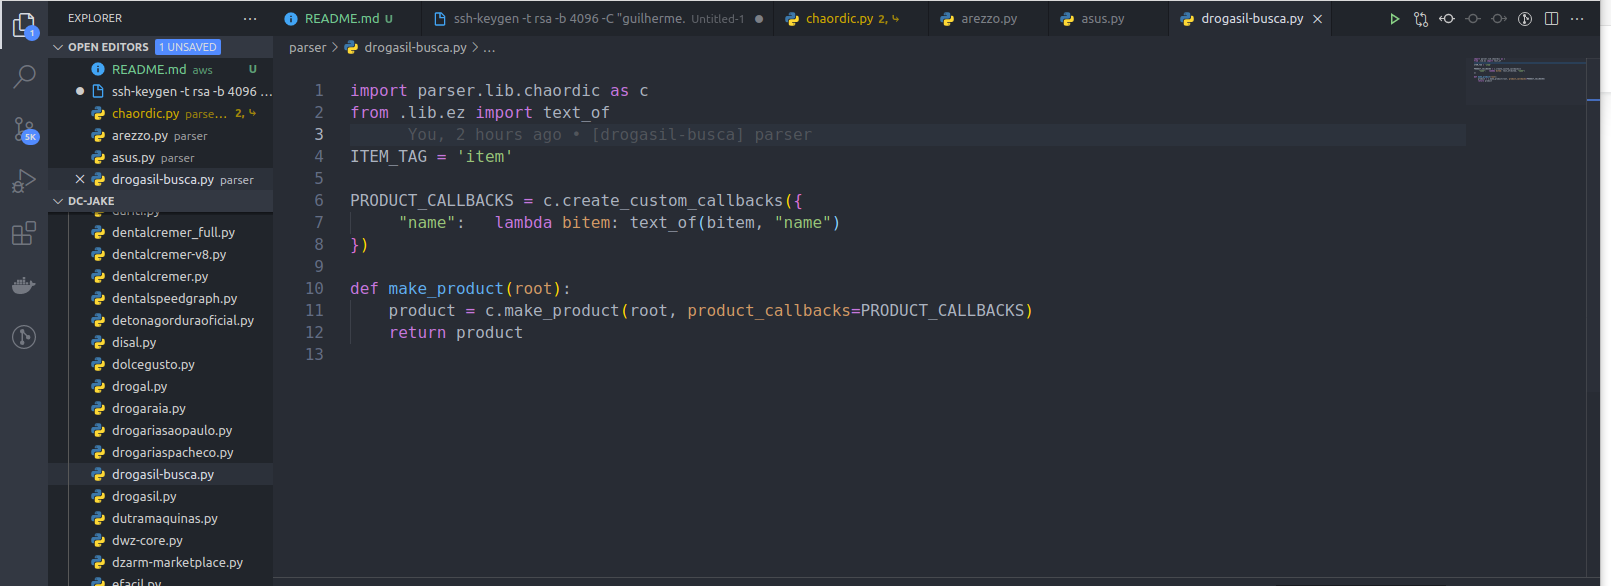 EXPLORER ...
README.md U
ssh-keygen -t rsa -b 4096 -C "guilherme. Untitled-1 ●
chaordic.py 2,
arezzo.py
asus.py
drogasil-busca.py
1
OPEN EDITORS 1 UNSAVED
README.md aws U
ssh-keygen -t rsa -b 4096 ...
chaordic.py parse... 2,
arezzo.py parser
asus.py parser
drogasil-busca.py parser
5K
DC-JAKE
dentalcremer_full.py
dentalcremer-v8.py
dentalcremer.py
dentalspeedgraph.py
detonagorduraoficial.py
disal.py
dolcegusto.py
drogal.py
drogaraia.py
drogariasaopaulo.py
drogariaspacheco.py
drogasil-busca.py
drogasil.py
dutramaquinas.py
dwz-core.py
dzarm-marketplace.py
efacil.py
parser > drogasil-busca.py > ...
1 import parser.lib.chaordic as c
2 from .lib.ez import text_of
3 You, 2 hours ago • [drogasil-busca] parser
4 ITEM_TAG = 'item'
5
6 PRODUCT_CALLBACKS = c.create_custom_callbacks({
7 "name": lambda bitem: text_of(bitem, "name")
8 })
9
10 def make_product(root):
11 product = c.make_product(root, product_callbacks=PRODUCT_CALLBACKS)
12 return product
13